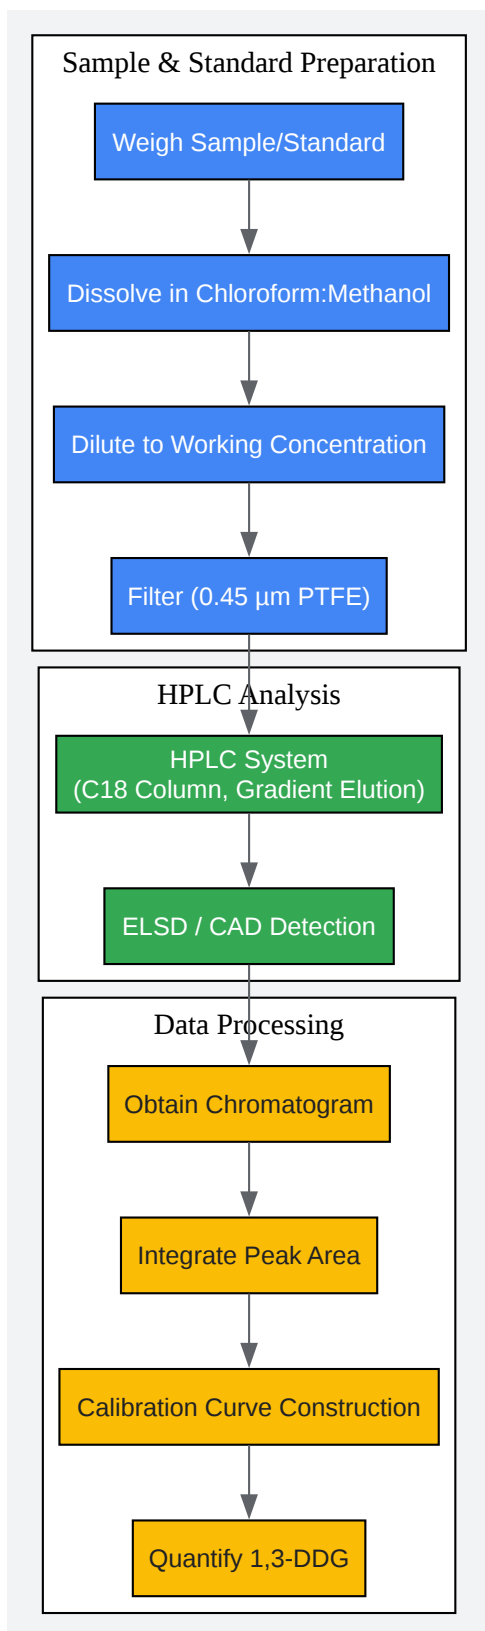 Sample & Standard Preparation
Weigh Sample/Standard
Dissolve in Chloroform:Methanol
Dilute to Working Concentration
Filter (0.45 µm PTFE)
HPLC Analysis
HPLC System
(C18 Column, Gradient Elution)
ELSD / CAD Detection
Data Processing
Obtain Chromatogram
Integrate Peak Area
Calibration Curve Construction
Quantify 1,3-DDG